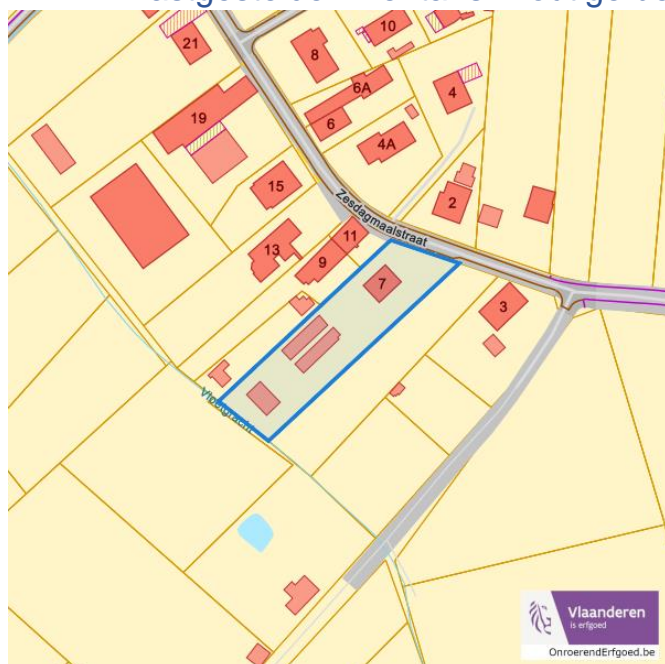 21
8
10
6A
4
6
19
4A
15
2
Zesdagmaalstraat
11
13
9
7
3
Vloetgracht
Vlaanderen
is erfgoed
OnroerendErfgoed.be